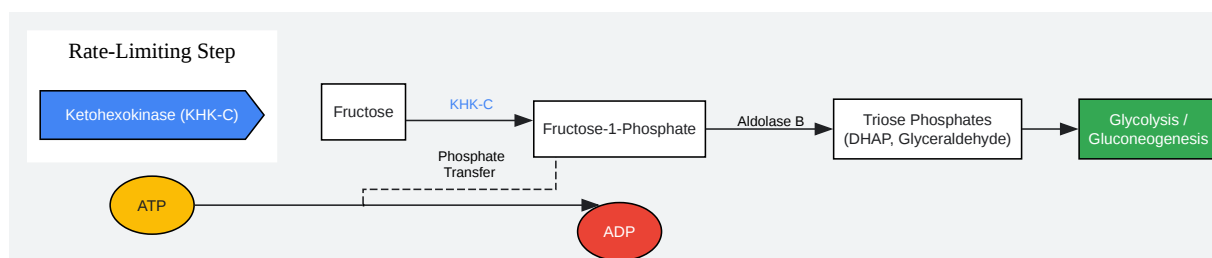 Rate-Limiting Step
Ketohexokinase (KHK-C)
Fructose
KHK-C
Fructose-1-Phosphate
Aldolase B
Triose Phosphates
(DHAP, Glyceraldehyde)
Glycolysis /
Gluconeogenesis
Phosphate
Transfer
ATP
ADP